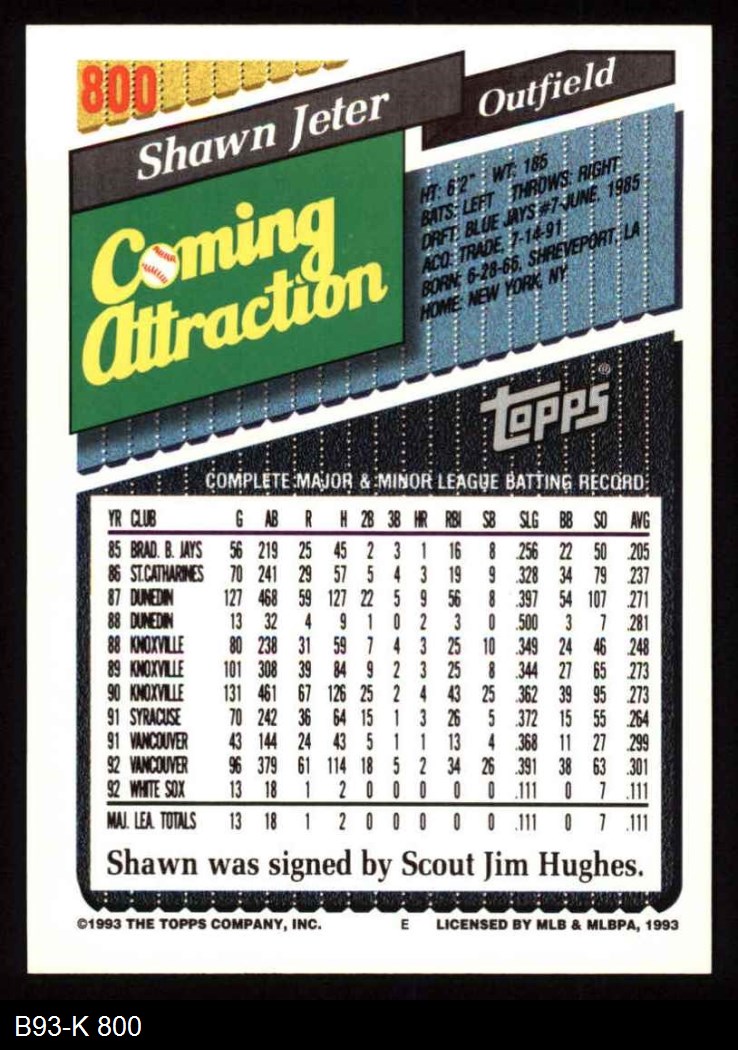 800
Shawn Jeter
Outfield
Coming
Attraction
HT: 6'2" WT: 185
BATS: LEFT THROWS: RIGHT
DRFT: BLUE JAYS #7-JUNE, 1985
ACQ: TRADE, 7-14-91
BORN: 6-28-66, SHREVEPORT, LA
HOME: NEW YORK, NY
TOPPS®
COMPLETE MAJOR & MINOR LEAGUE BATTING RECORD
YR CLUB G AB R H 2B 3B HR RBI SB SLG BB SO AVG
85 BRAD. B. JAYS 56 219 25 45 2 3 1 16 8 .256 22 50 .205
86 ST.CATHARINES 70 241 29 57 5 4 3 19 9 .328 34 79 .237
87 DUNEDIN 127 468 59 127 22 5 9 56 8 .397 54 107 .271
88 DUNEDIN 13 32 4 9 1 0 2 3 0 .500 3 7 .281
88 KNOXVILLE 80 238 31 59 7 4 3 25 10 .349 24 46 .248
89 KNOXVILLE 101 308 39 84 9 2 3 25 8 .344 27 65 .273
90 KNOXVILLE 131 461 67 126 25 2 4 43 25 .362 39 95 .273
91 SYRACUSE 70 242 36 64 15 1 3 26 5 .372 15 55 .264
91 VANCOUVER 43 144 24 43 5 1 1 13 4 .368 11 27 .299
92 VANCOUVER 96 379 61 114 18 5 2 34 26 .391 38 63 .301
92 WHITE SOX 13 18 1 2 0 0 0 0 0 .111 0 7 .111
MAJ. LEA. TOTALS 13 18 1 2 0 0 0 0 0 .111 0 7 .111
Shawn was signed by Scout Jim Hughes.
©1993 THE TOPPS COMPANY, INC. E LICENSED BY MLB & MLBPA, 1993
B93-K 800